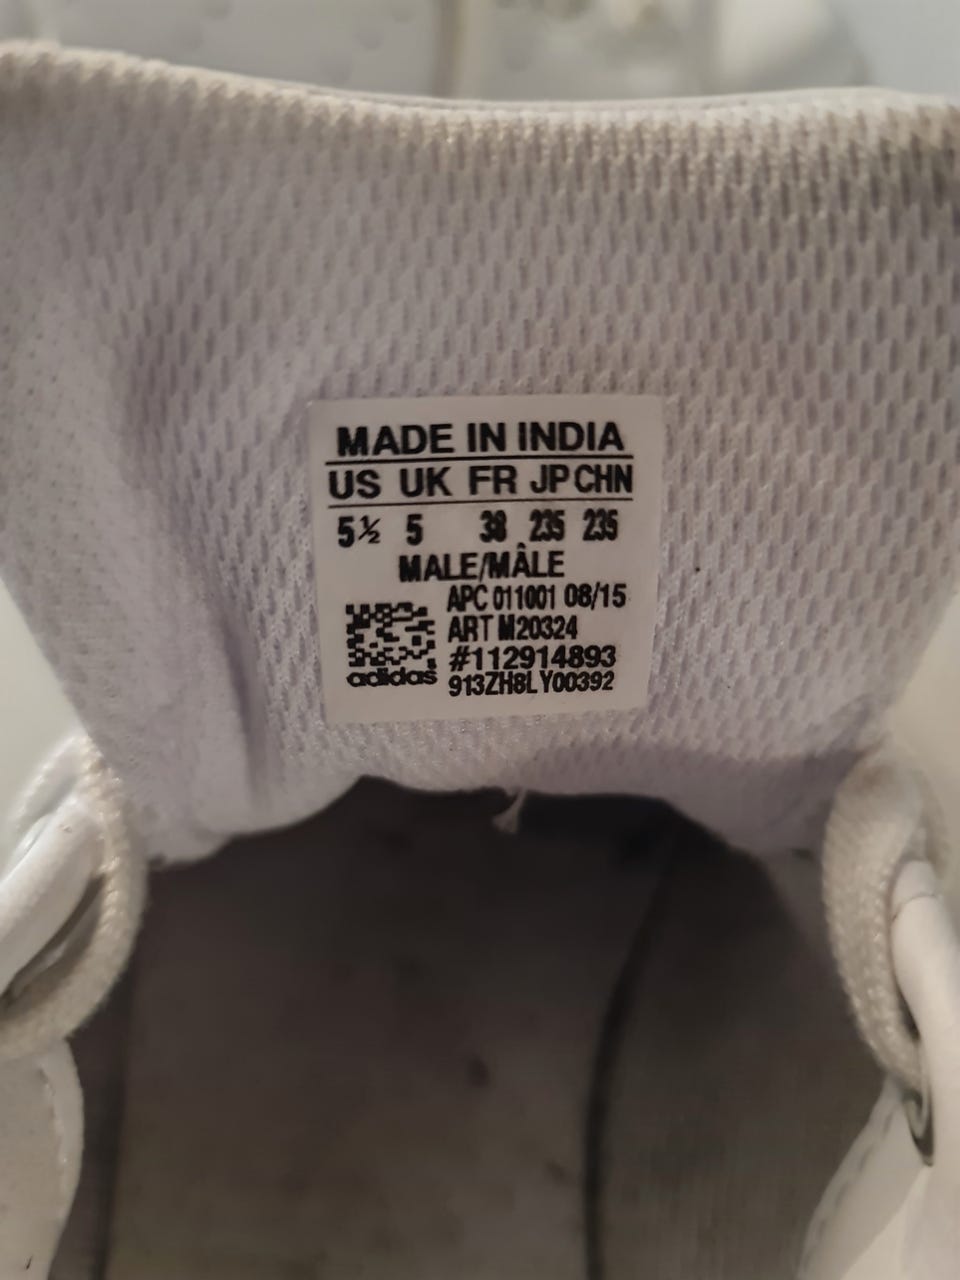 MADE IN INDIA
US UK FR JP CHN
5½ 5 38 235 235
MALE/MÂLE
APC 011001 08/15
ART M20324
#112914893
adidas 913ZH8LY00392